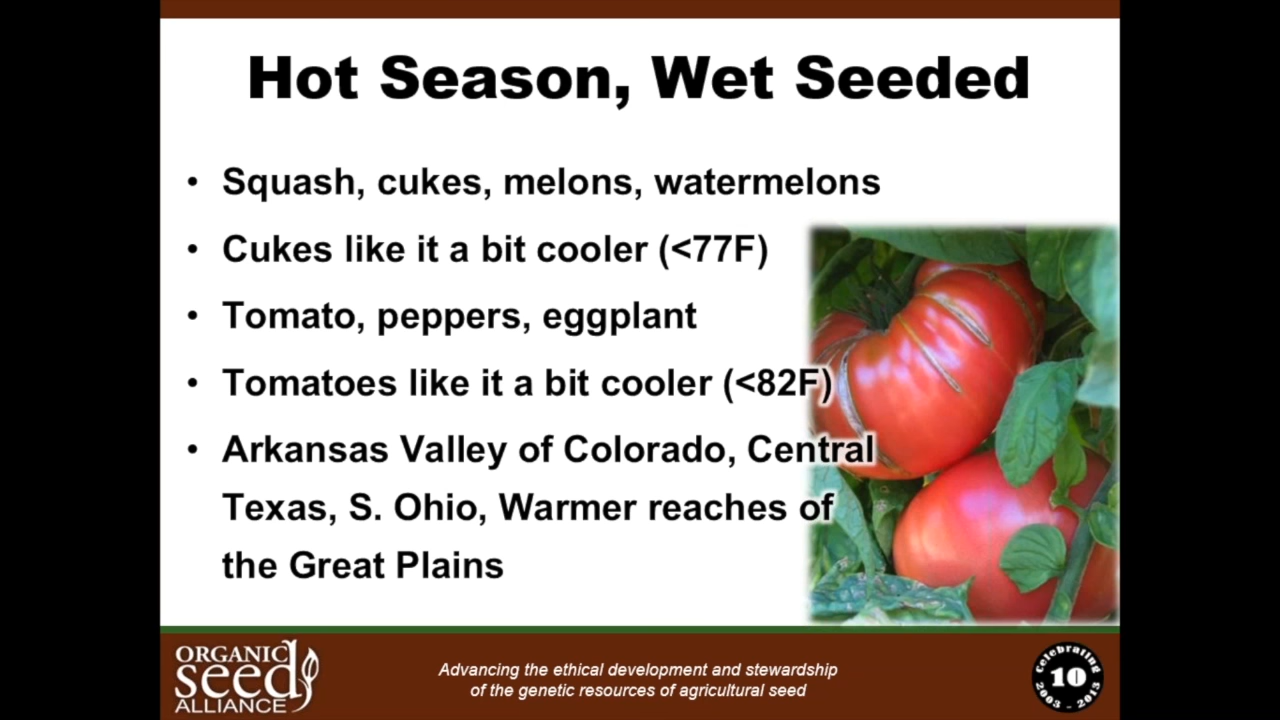 Hot Season, Wet Seeded
• Squash, cukes, melons, watermelons
• Cukes like it a bit cooler (<77F)
• Tomato, peppers, eggplant
• Tomatoes like it a bit cooler (<82F)
• Arkansas Valley of Colorado, Central
Texas, S. Ohio, Warmer reaches of
the Great Plains
ORGANIC
seed
ALLIANCE
Advancing the ethical development and stewardship
of the genetic resources of agricultural seed
Celebrating
10
2003 - 2013